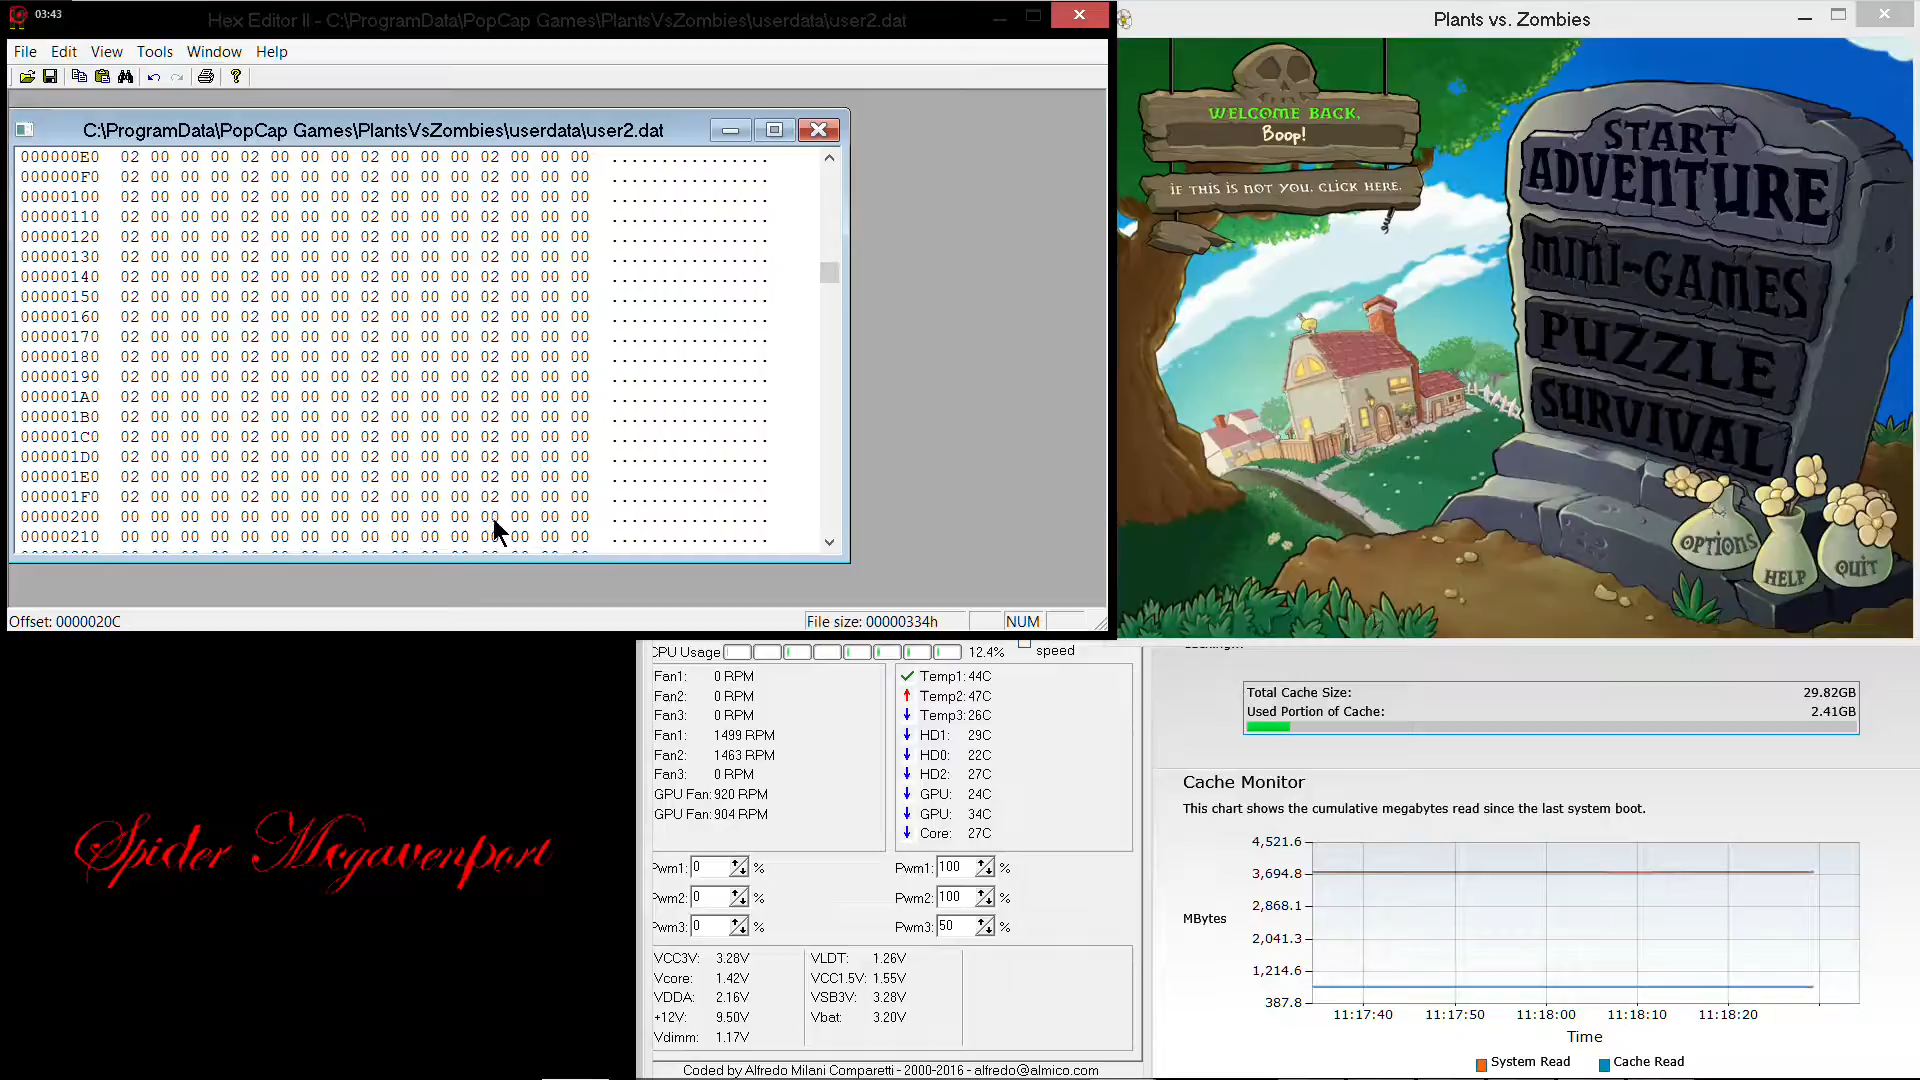 03:43
Hex Editor II - C:\ProgramData\PopCap Games\PlantsVsZombies\userdata\user2.dat
File Edit View Tools Window Help
C:\ProgramData\PopCap Games\PlantsVsZombies\userdata\user2.dat
000000E0 02 00 00 00 02 00 00 00 02 00 00 00 02 00 00 00 ................
000000F0 02 00 00 00 02 00 00 00 02 00 00 00 02 00 00 00 ................
00000100 02 00 00 00 02 00 00 00 02 00 00 00 02 00 00 00 ................
00000110 02 00 00 00 02 00 00 00 02 00 00 00 02 00 00 00 ................
00000120 02 00 00 00 02 00 00 00 02 00 00 00 02 00 00 00 ................
00000130 02 00 00 00 02 00 00 00 02 00 00 00 02 00 00 00 ................
00000140 02 00 00 00 02 00 00 00 02 00 00 00 02 00 00 00 ................
00000150 02 00 00 00 02 00 00 00 02 00 00 00 02 00 00 00 ................
00000160 02 00 00 00 02 00 00 00 02 00 00 00 02 00 00 00 ................
00000170 02 00 00 00 02 00 00 00 02 00 00 00 02 00 00 00 ................
00000180 02 00 00 00 02 00 00 00 02 00 00 00 02 00 00 00 ................
00000190 02 00 00 00 02 00 00 00 02 00 00 00 02 00 00 00 ................
000001A0 02 00 00 00 02 00 00 00 02 00 00 00 02 00 00 00 ................
000001B0 02 00 00 00 02 00 00 00 02 00 00 00 02 00 00 00 ................
000001C0 02 00 00 00 02 00 00 00 02 00 00 00 02 00 00 00 ................
000001D0 02 00 00 00 02 00 00 00 02 00 00 00 02 00 00 00 ................
000001E0 02 00 00 00 02 00 00 00 02 00 00 00 02 00 00 00 ................
000001F0 02 00 00 00 02 00 00 00 02 00 00 00 02 00 00 00 ................
00000200 00 00 00 00 00 00 00 00 00 00 00 00 00 00 00 00 ................
00000210 00 00 00 00 00 00 00 00 00 00 00 00 00 00 00 00 ................
Offset: 0000020C File size: 00000334h NUM
Plants vs. Zombies
WELCOME BACK,
Boop!
IF THIS IS NOT YOU, CLICK HERE.
START
ADVENTURE
MINI-GAMES
PUZZLE
SURVIVAL
OPTIONS
HELP
QUIT
Spider Megavenport
CPU Usage 12.4% speed
Fan1: 0 RPM
Fan2: 0 RPM
Fan3: 0 RPM
Fan1: 1499 RPM
Fan2: 1463 RPM
Fan3: 0 RPM
GPU Fan: 920 RPM
GPU Fan: 904 RPM
Temp1: 44C
Temp2: 47C
Temp3: 26C
HD1: 29C
HD0: 22C
HD2: 27C
GPU: 24C
GPU: 34C
Core: 27C
Pwm1: 0 % Pwm1: 100 %
Pwm2: 0 % Pwm2: 100 %
Pwm3: 0 % Pwm3: 50 %
VCC3V: 3.28V VLDT: 1.26V
Vcore: 1.42V VCC1.5V: 1.55V
VDDA: 2.16V VSB3V: 3.28V
+12V: 9.50V Vbat: 3.20V
Vdimm: 1.17V
Coded by Alfredo Milani Comparetti - 2000-2016 - alfredo@almico.com
Total Cache Size: 29.82GB
Used Portion of Cache: 2.41GB
Cache Monitor
This chart shows the cumulative megabytes read since the last system boot.
4,521.6
3,694.8
2,868.1
MBytes
2,041.3
1,214.6
387.8
11:17:40 11:17:50 11:18:00 11:18:10 11:18:20
Time
System Read Cache Read